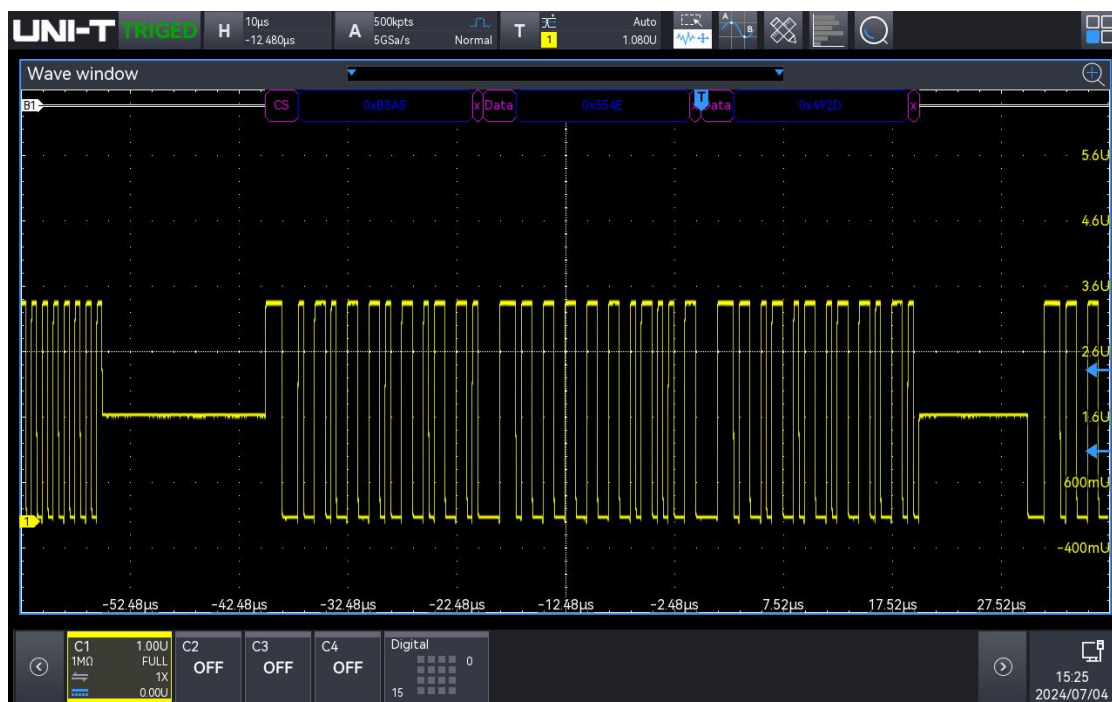 UNI-T TRIGED H 10µs -12.480µs A 500kpts 5GSa/s Normal T 1 Auto 1.080U A B
Wave window
B1 CS 0xB5A5 x Data 0x554E x Data 0x492D x
5.6U
4.6U
3.6U
2.6U
1.6U
600mU
1
-400mU
-52.48µs -42.48µs -32.48µs -22.48µs -12.48µs -2.48µs 7.52µs 17.52µs 27.52µs
C1 1.00U 1MΩ FULL 1X 0.00U
C2 OFF
C3 OFF
C4 OFF
Digital 0 15
15:25
2024/07/04